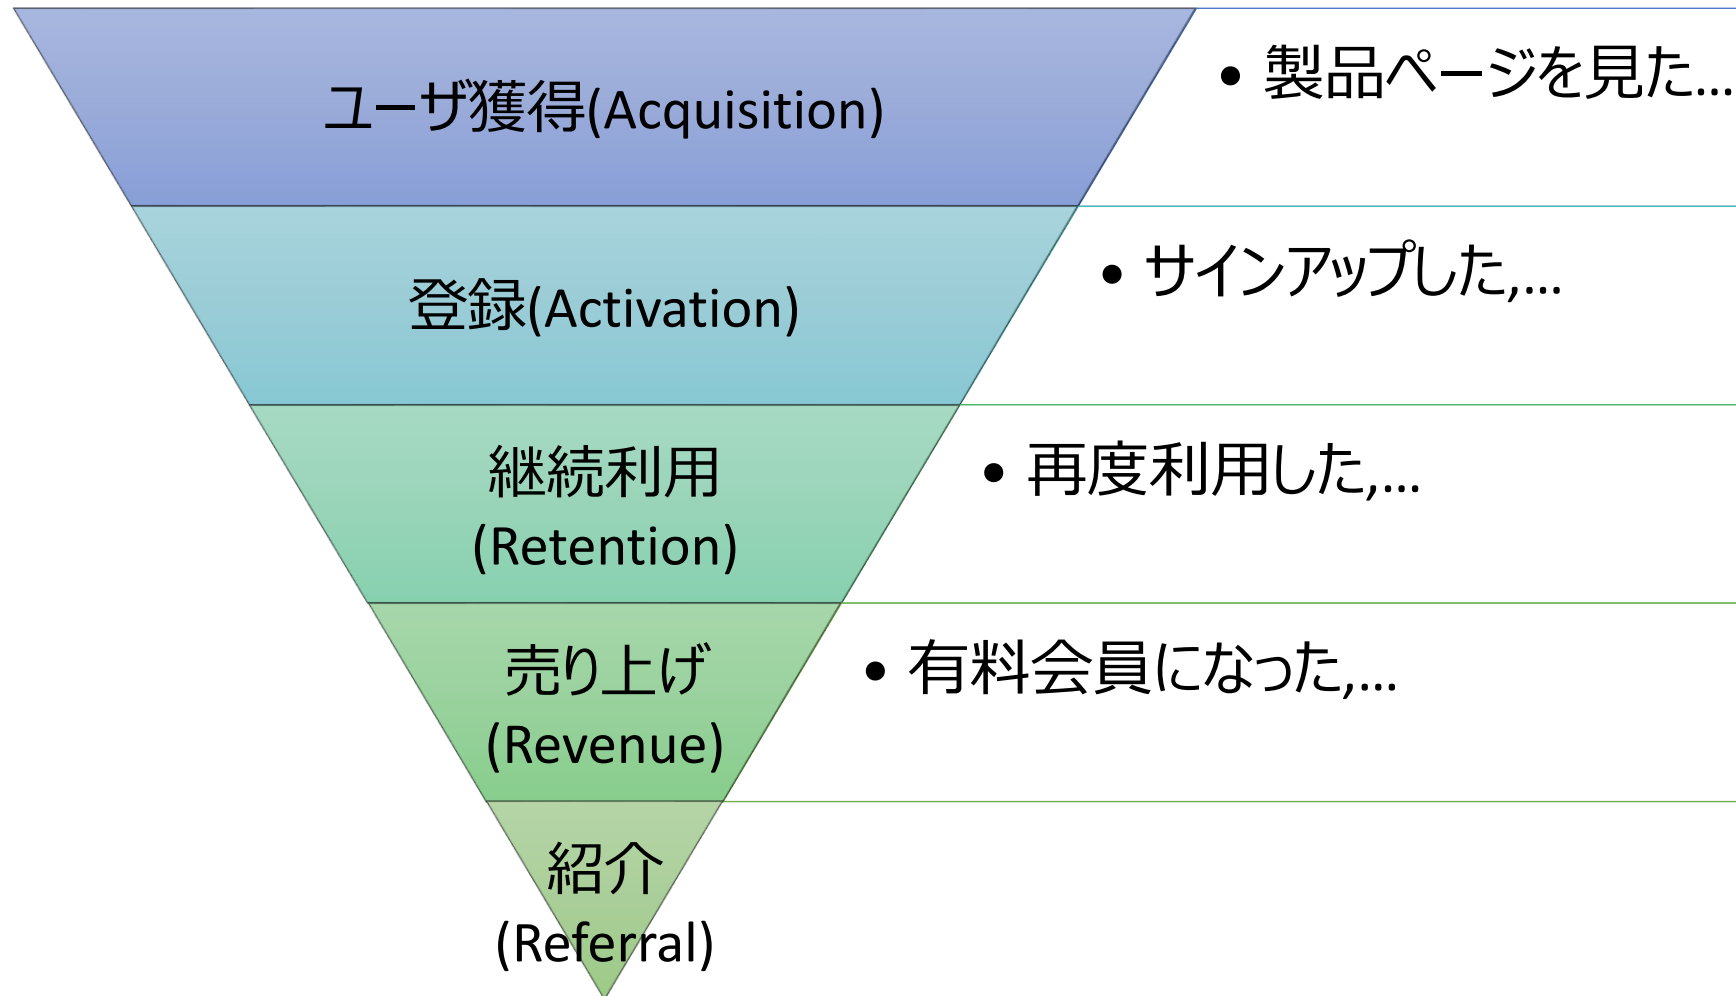 ユーザ獲得(Acquisition)
• 製品ページを見た...
登録(Activation)
• サインアップした,...
継続利用
(Retention)
• 再度利用した,...
売り上げ
(Revenue)
• 有料会員になった,...
紹介
(Referral)